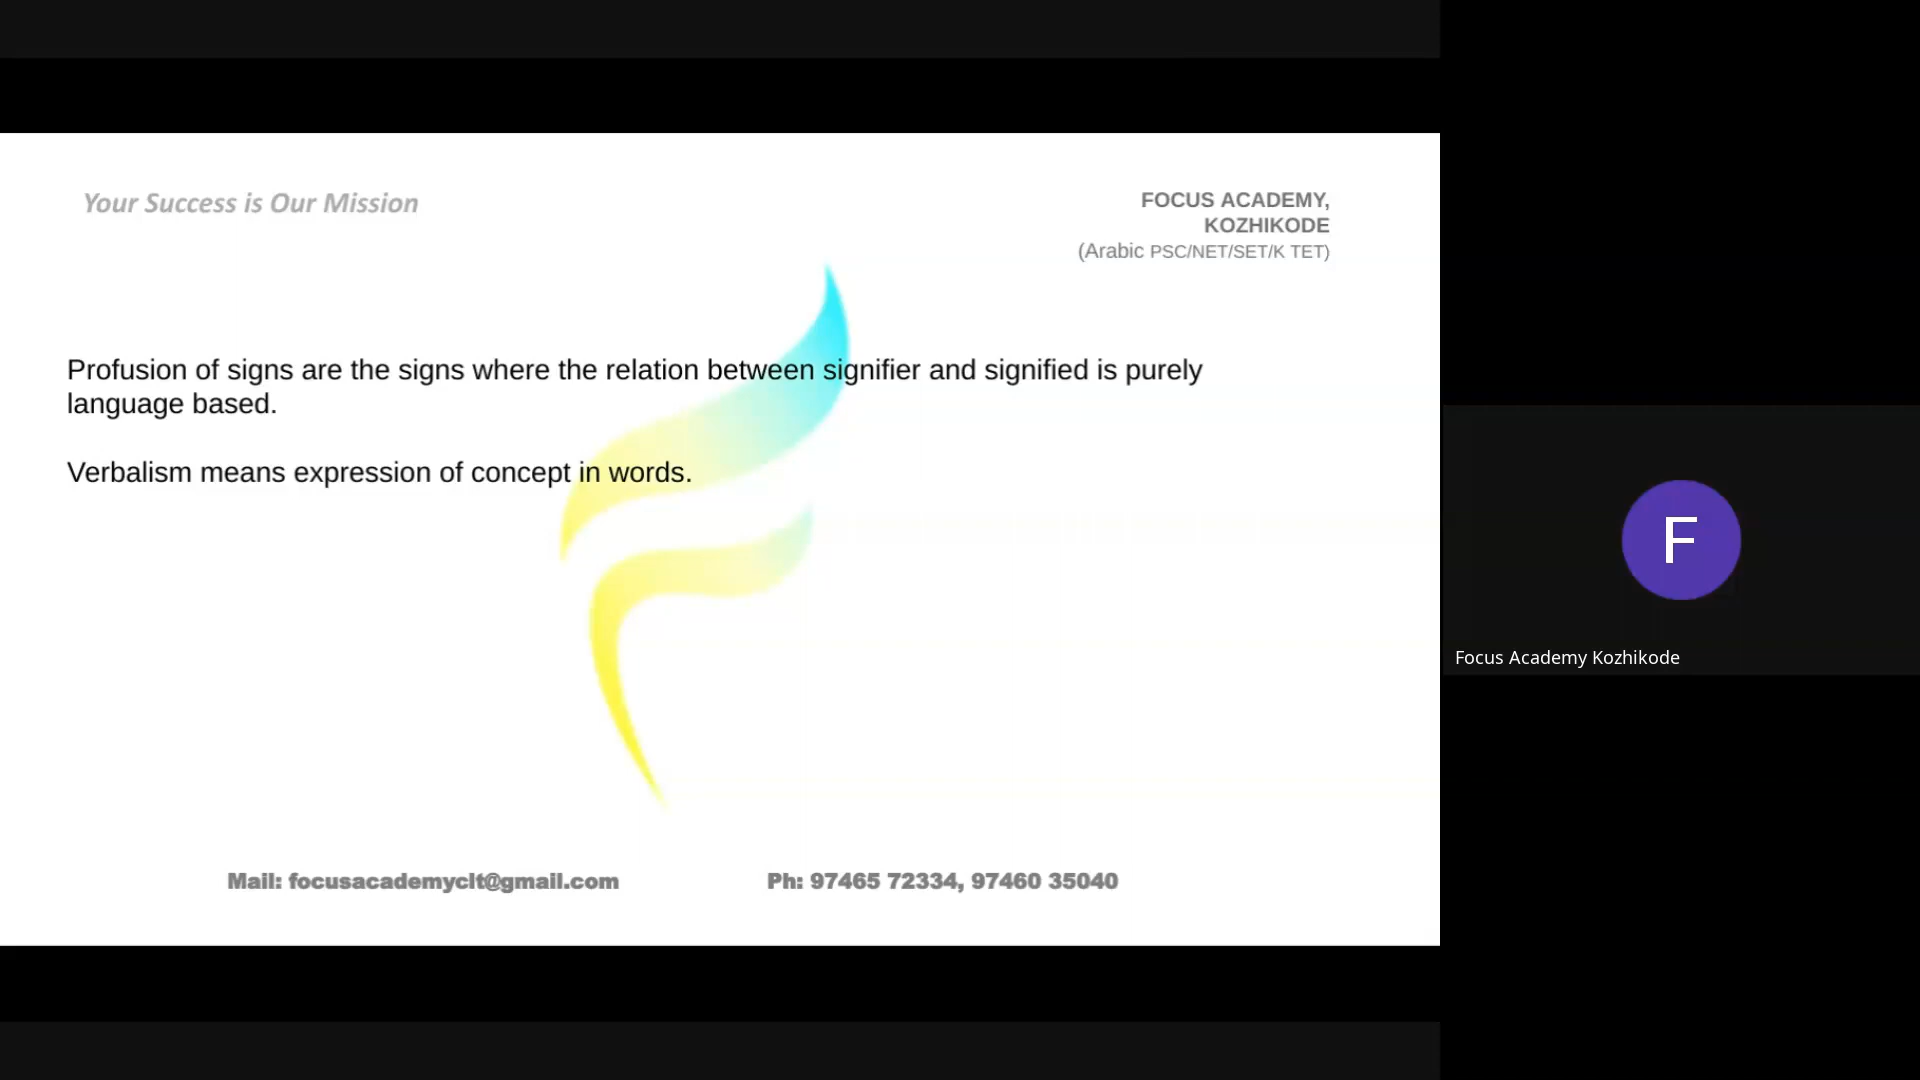 Your Success is Our Mission
FOCUS ACADEMY,
KOZHIKODE
(Arabic PSC/NET/SET/K TET)
Profusion of signs are the signs where the relation between signifier and signified is purely
language based.
Verbalism means expression of concept in words.
Mail: focusacademyclt@gmail.com
Ph: 97465 72334, 97460 35040
F
Focus Academy Kozhikode